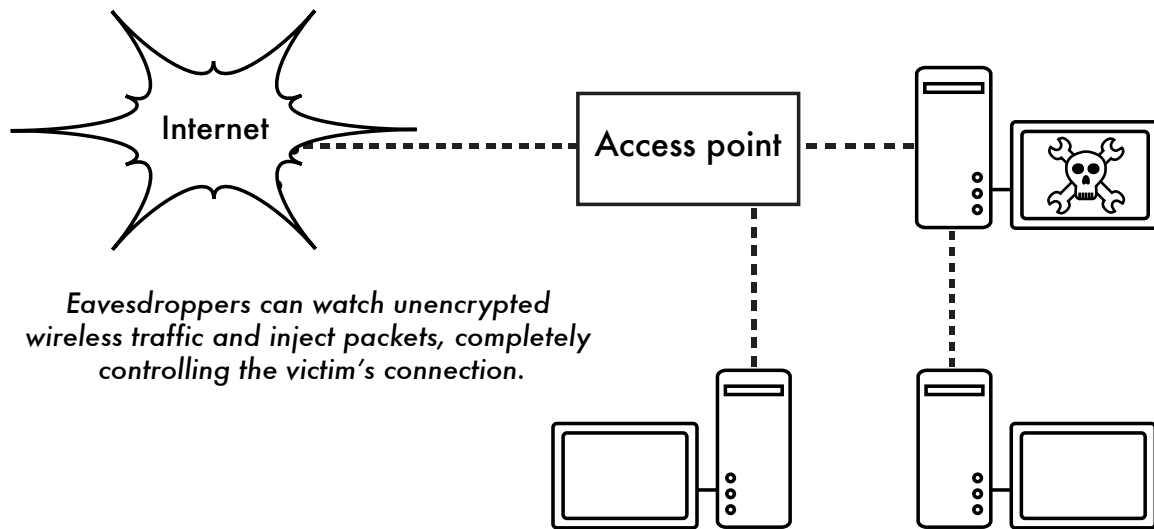 Internet
Access point
Eavesdroppers can watch unencrypted
wireless traffic and inject packets, completely
controlling the victim's connection.